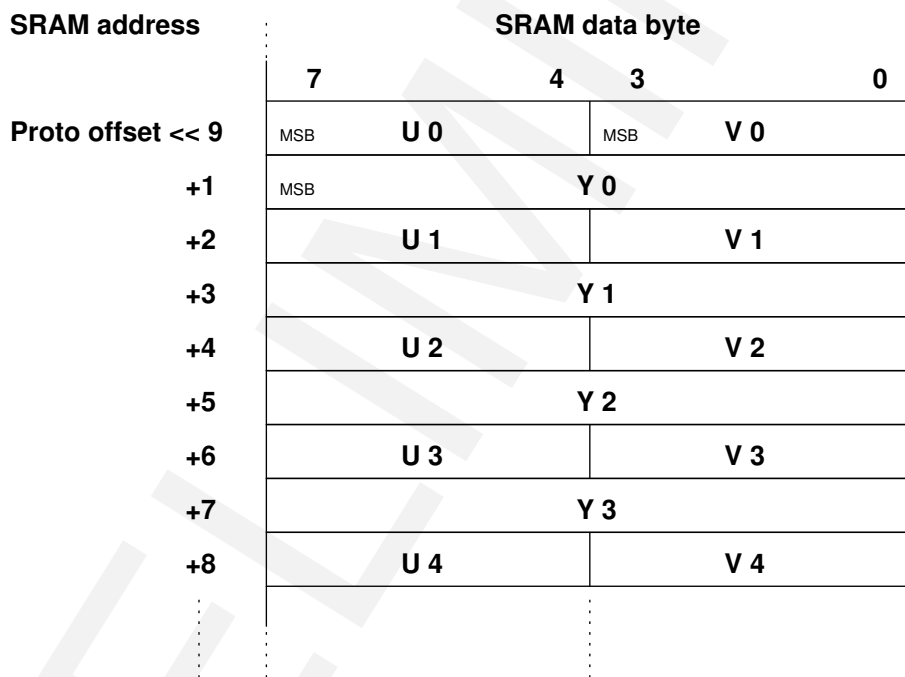 SRAM address SRAM data byte
7 4 3 0
Proto offset << 9 MSB U 0 MSB V 0
+1 MSB Y 0
+2 U 1 V 1
+3 Y 1
+4 U 2 V 2
+5 Y 2
+6 U 3 V 3
+7 Y 3
+8 U 4 V 4